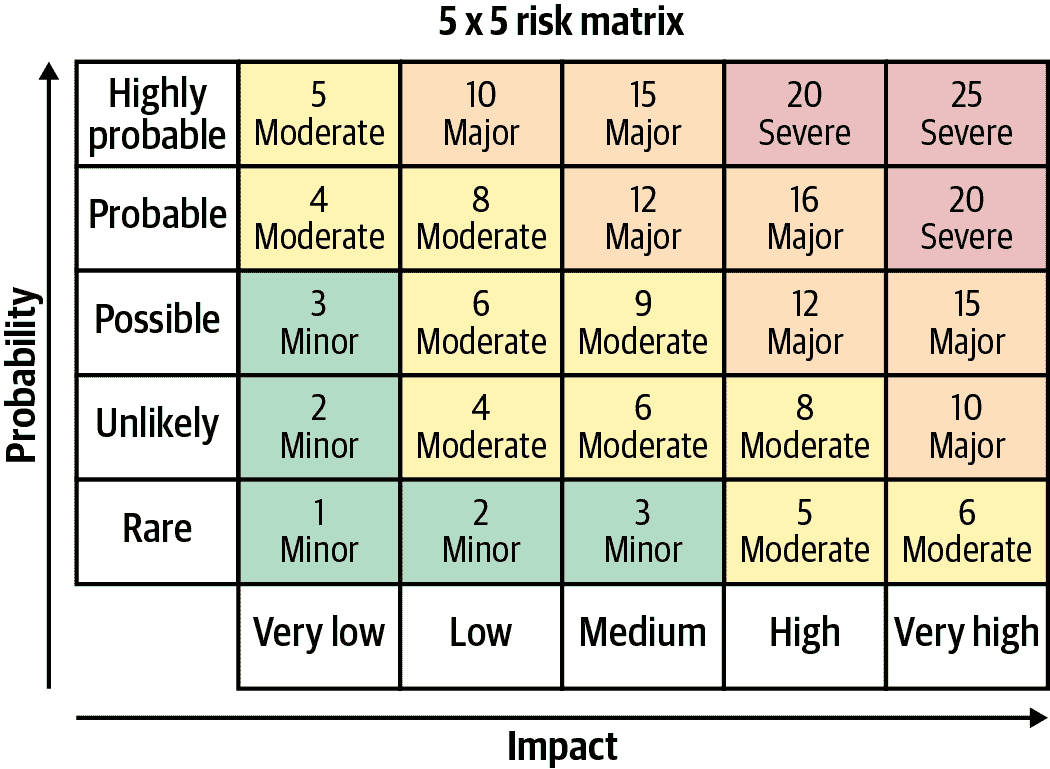 5 x 5 risk matrix
Highly
probable
5
Moderate
10
Major
15
Major
20
Severe
25
Severe
Probable
4
Moderate
8
Moderate
12
Major
16
Major
20
Severe
Possible
3
Minor
6
Moderate
9
Moderate
12
Major
15
Major
Unlikely
2
Minor
4
Moderate
6
Moderate
8
Moderate
10
Major
Rare
1
Minor
2
Minor
3
Minor
5
Moderate
6
Moderate
Very low
Low
Medium
High
Very high
Probability
Impact